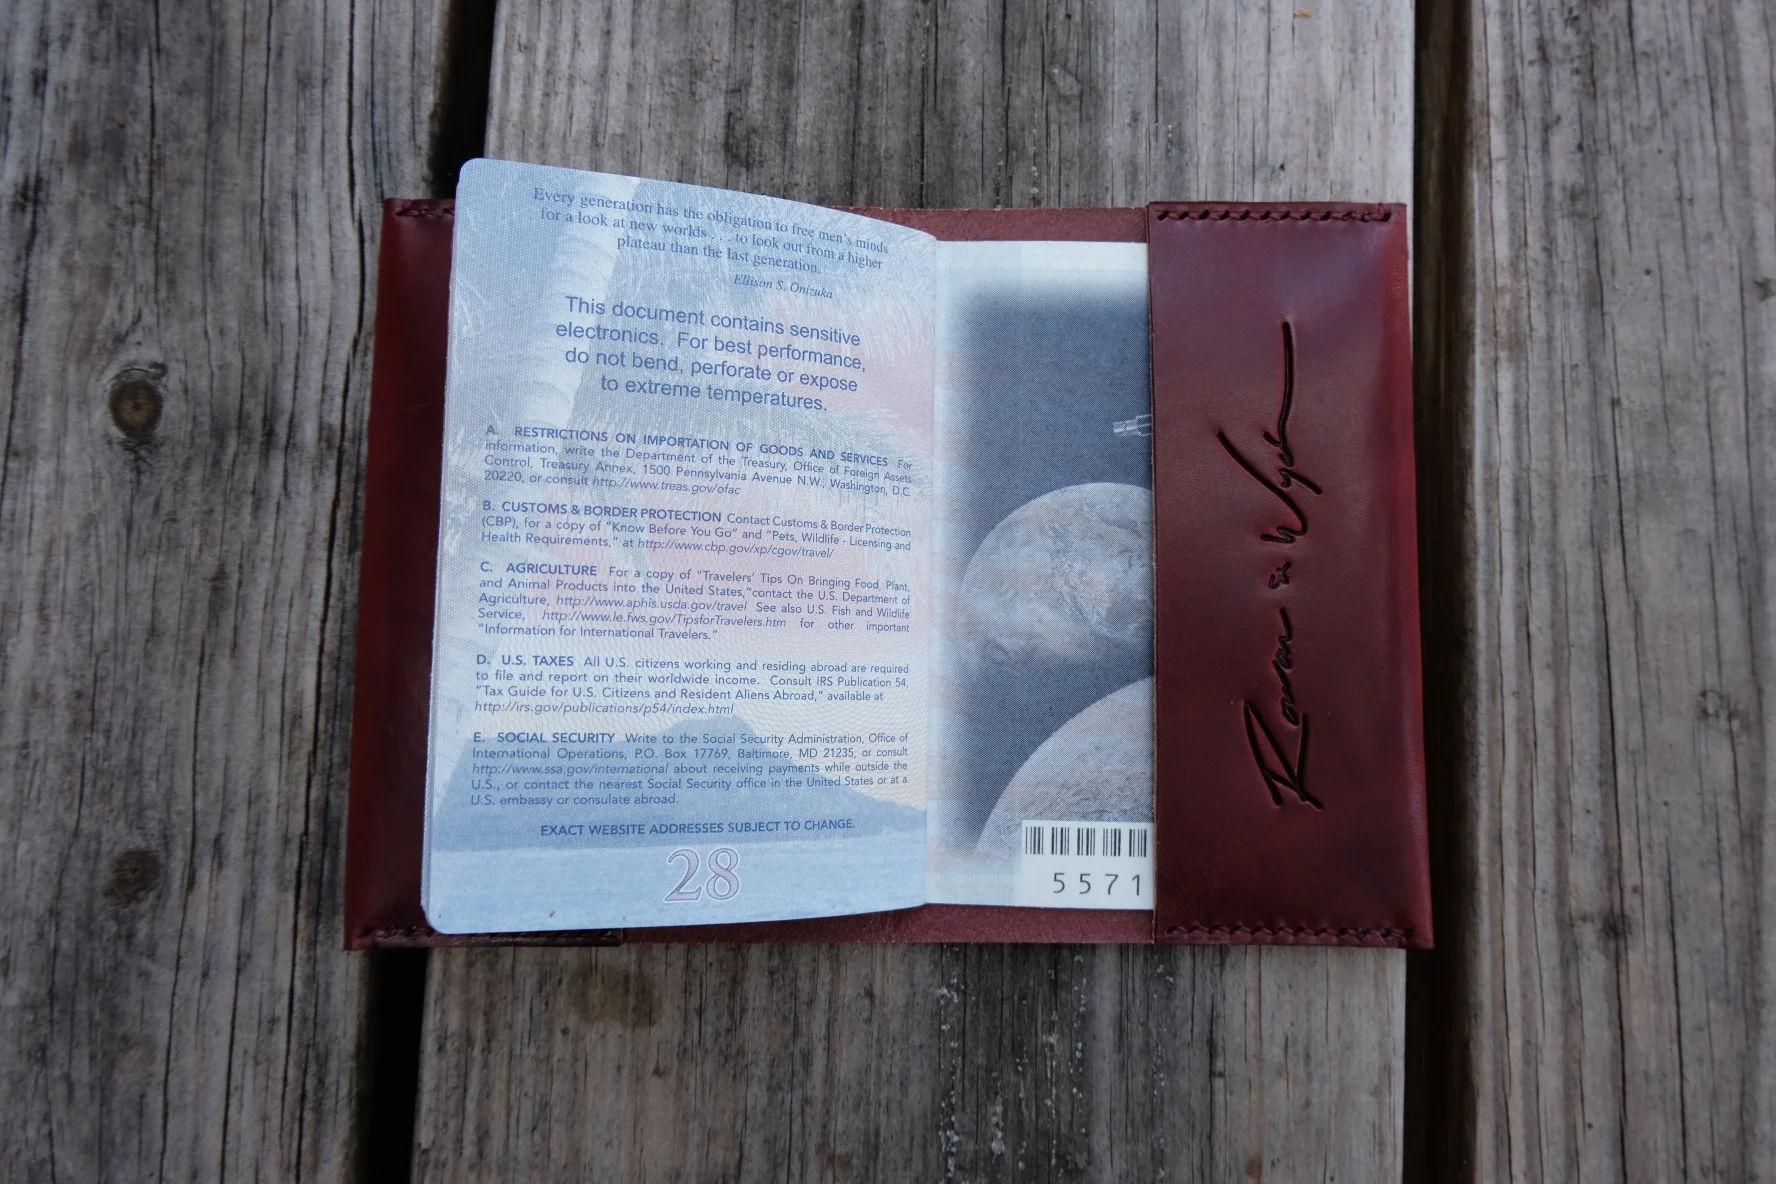 Every generation has the obligation to free men's minds
for a look at new worlds . . . to look out from a higher
plateau than the last generation.
Ellison S. Onizuka
This document contains sensitive
electronics. For best performance,
do not bend, perforate or expose
to extreme temperatures.
A. RESTRICTIONS ON IMPORTATION OF GOODS AND SERVICES For
information, write the Department of the Treasury, Office of Foreign Assets
Control, Treasury Annex, 1500 Pennsylvania Avenue N.W., Washington, D.C.
20220, or consult http://www.treas.gov/ofac
B. CUSTOMS & BORDER PROTECTION Contact Customs & Border Protection
(CBP), for a copy of "Know Before You Go" and "Pets, Wildlife - Licensing and
Health Requirements," at http://www.cbp.gov/xp/cgov/travel/
C. AGRICULTURE For a copy of "Travelers' Tips On Bringing Food, Plant,
and Animal Products into the United States,"contact the U.S. Department of
Agriculture, http://www.aphis.usda.gov/travel See also U.S. Fish and Wildlife
Service, http://www.le.fws.gov/TipsforTravelers.htm for other important
"Information for International Travelers."
D. U.S. TAXES All U.S. citizens working and residing abroad are required
to file and report on their worldwide income. Consult IRS Publication 54,
"Tax Guide for U.S. Citizens and Resident Aliens Abroad," available at
http://irs.gov/publications/p54/index.html
E. SOCIAL SECURITY Write to the Social Security Administration, Office of
International Operations, P.O. Box 17769, Baltimore, MD 21235, or consult
http://www.ssa.gov/international about receiving payments while outside the
U.S., or contact the nearest Social Security office in the United States or at a
U.S. embassy or consulate abroad.
EXACT WEBSITE ADDRESSES SUBJECT TO CHANGE.
28
5571